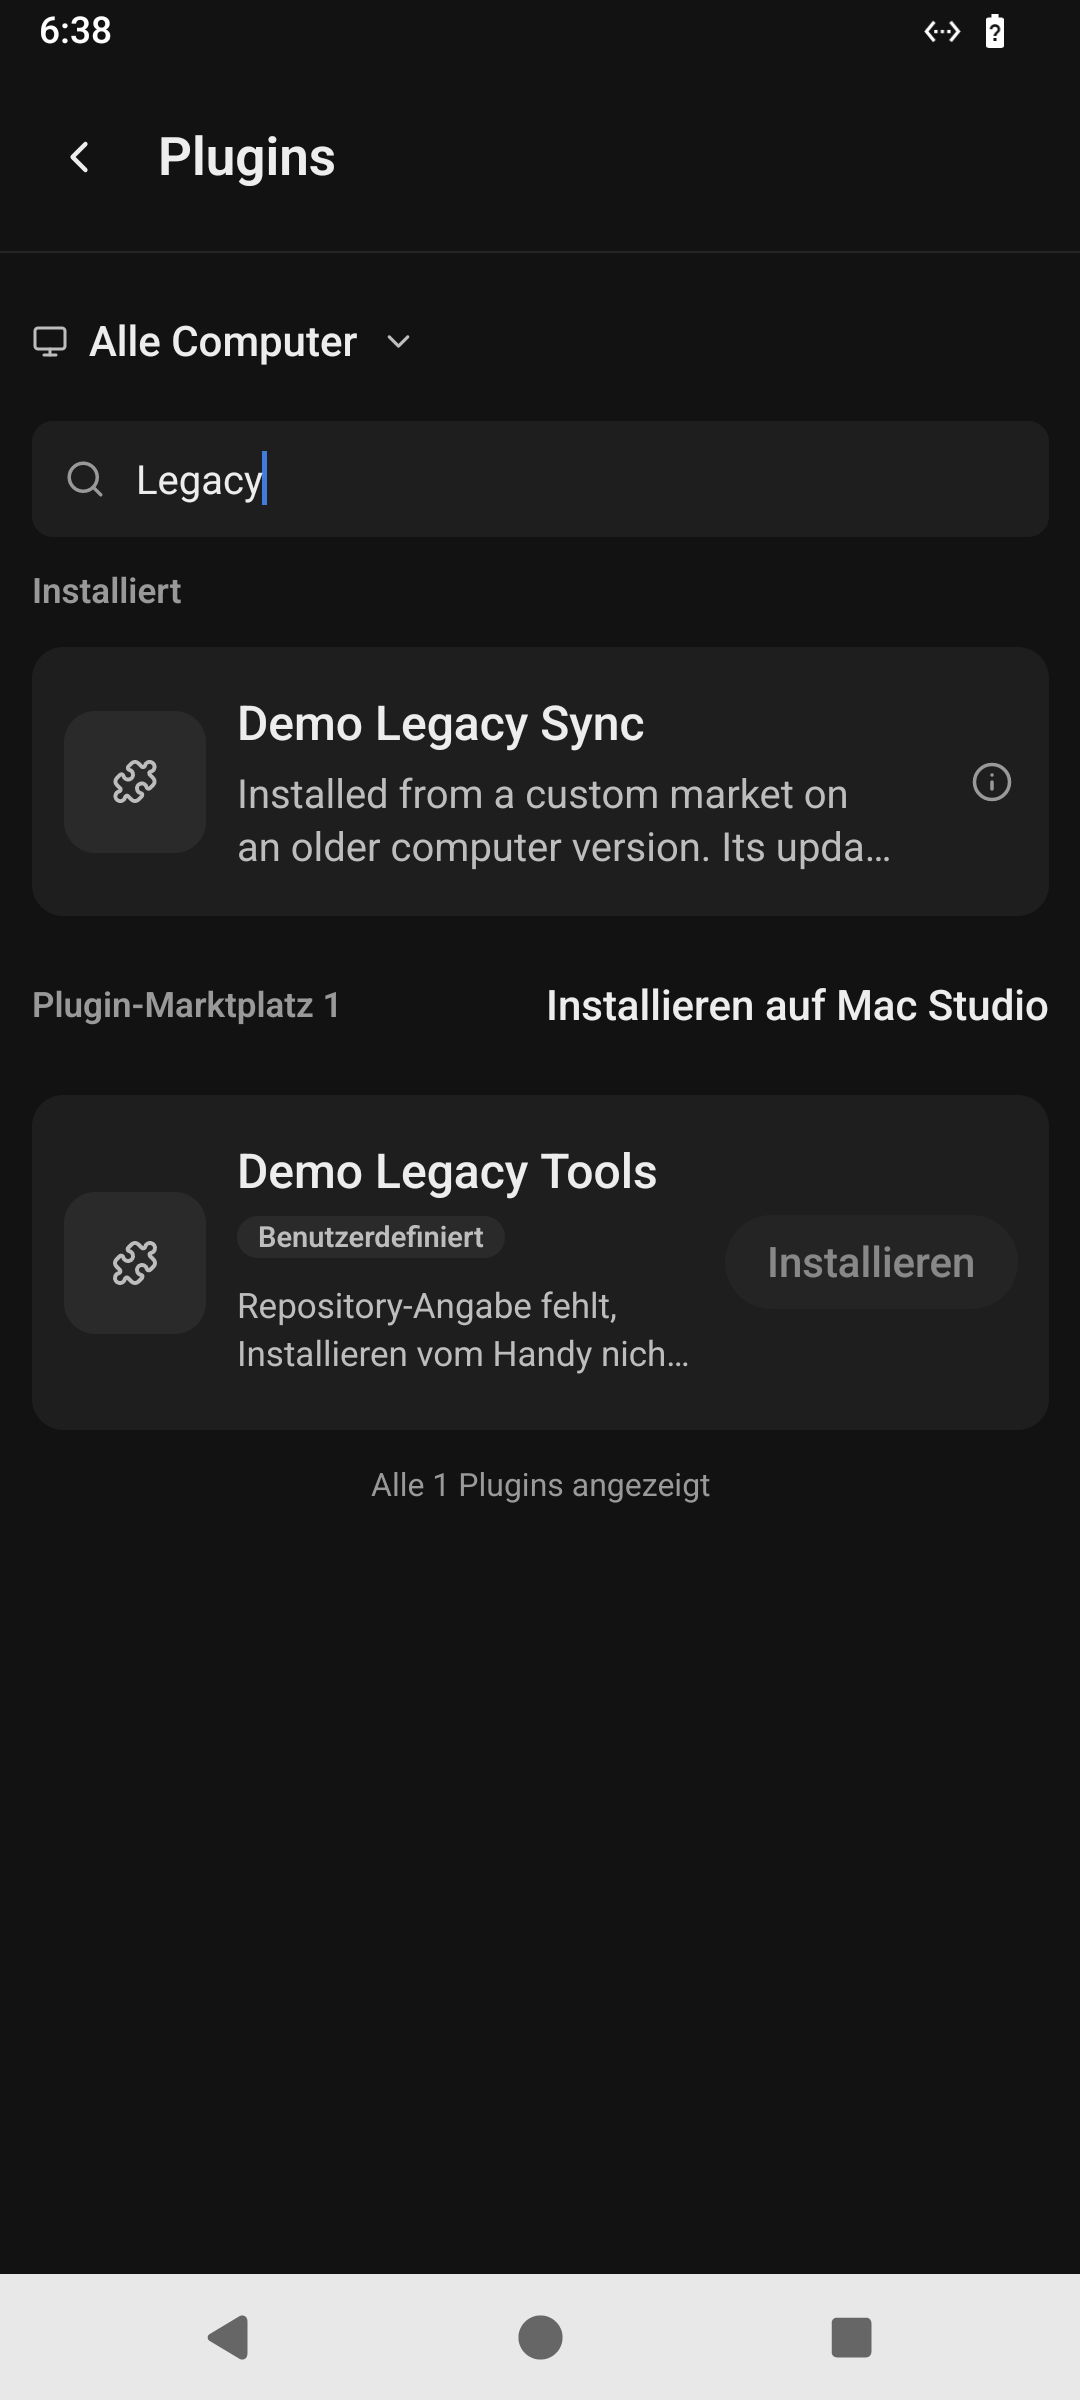 6:38
Plugins
Alle Computer
Legacy
Installiert
Demo Legacy Sync
Installed from a custom market on
an older computer version. Its upda…
Plugin-Marktplatz 1
Installieren auf Mac Studio
Demo Legacy Tools
Benutzerdefiniert
Repository-Angabe fehlt,
Installieren vom Handy nich…
Installieren
Alle 1 Plugins angezeigt